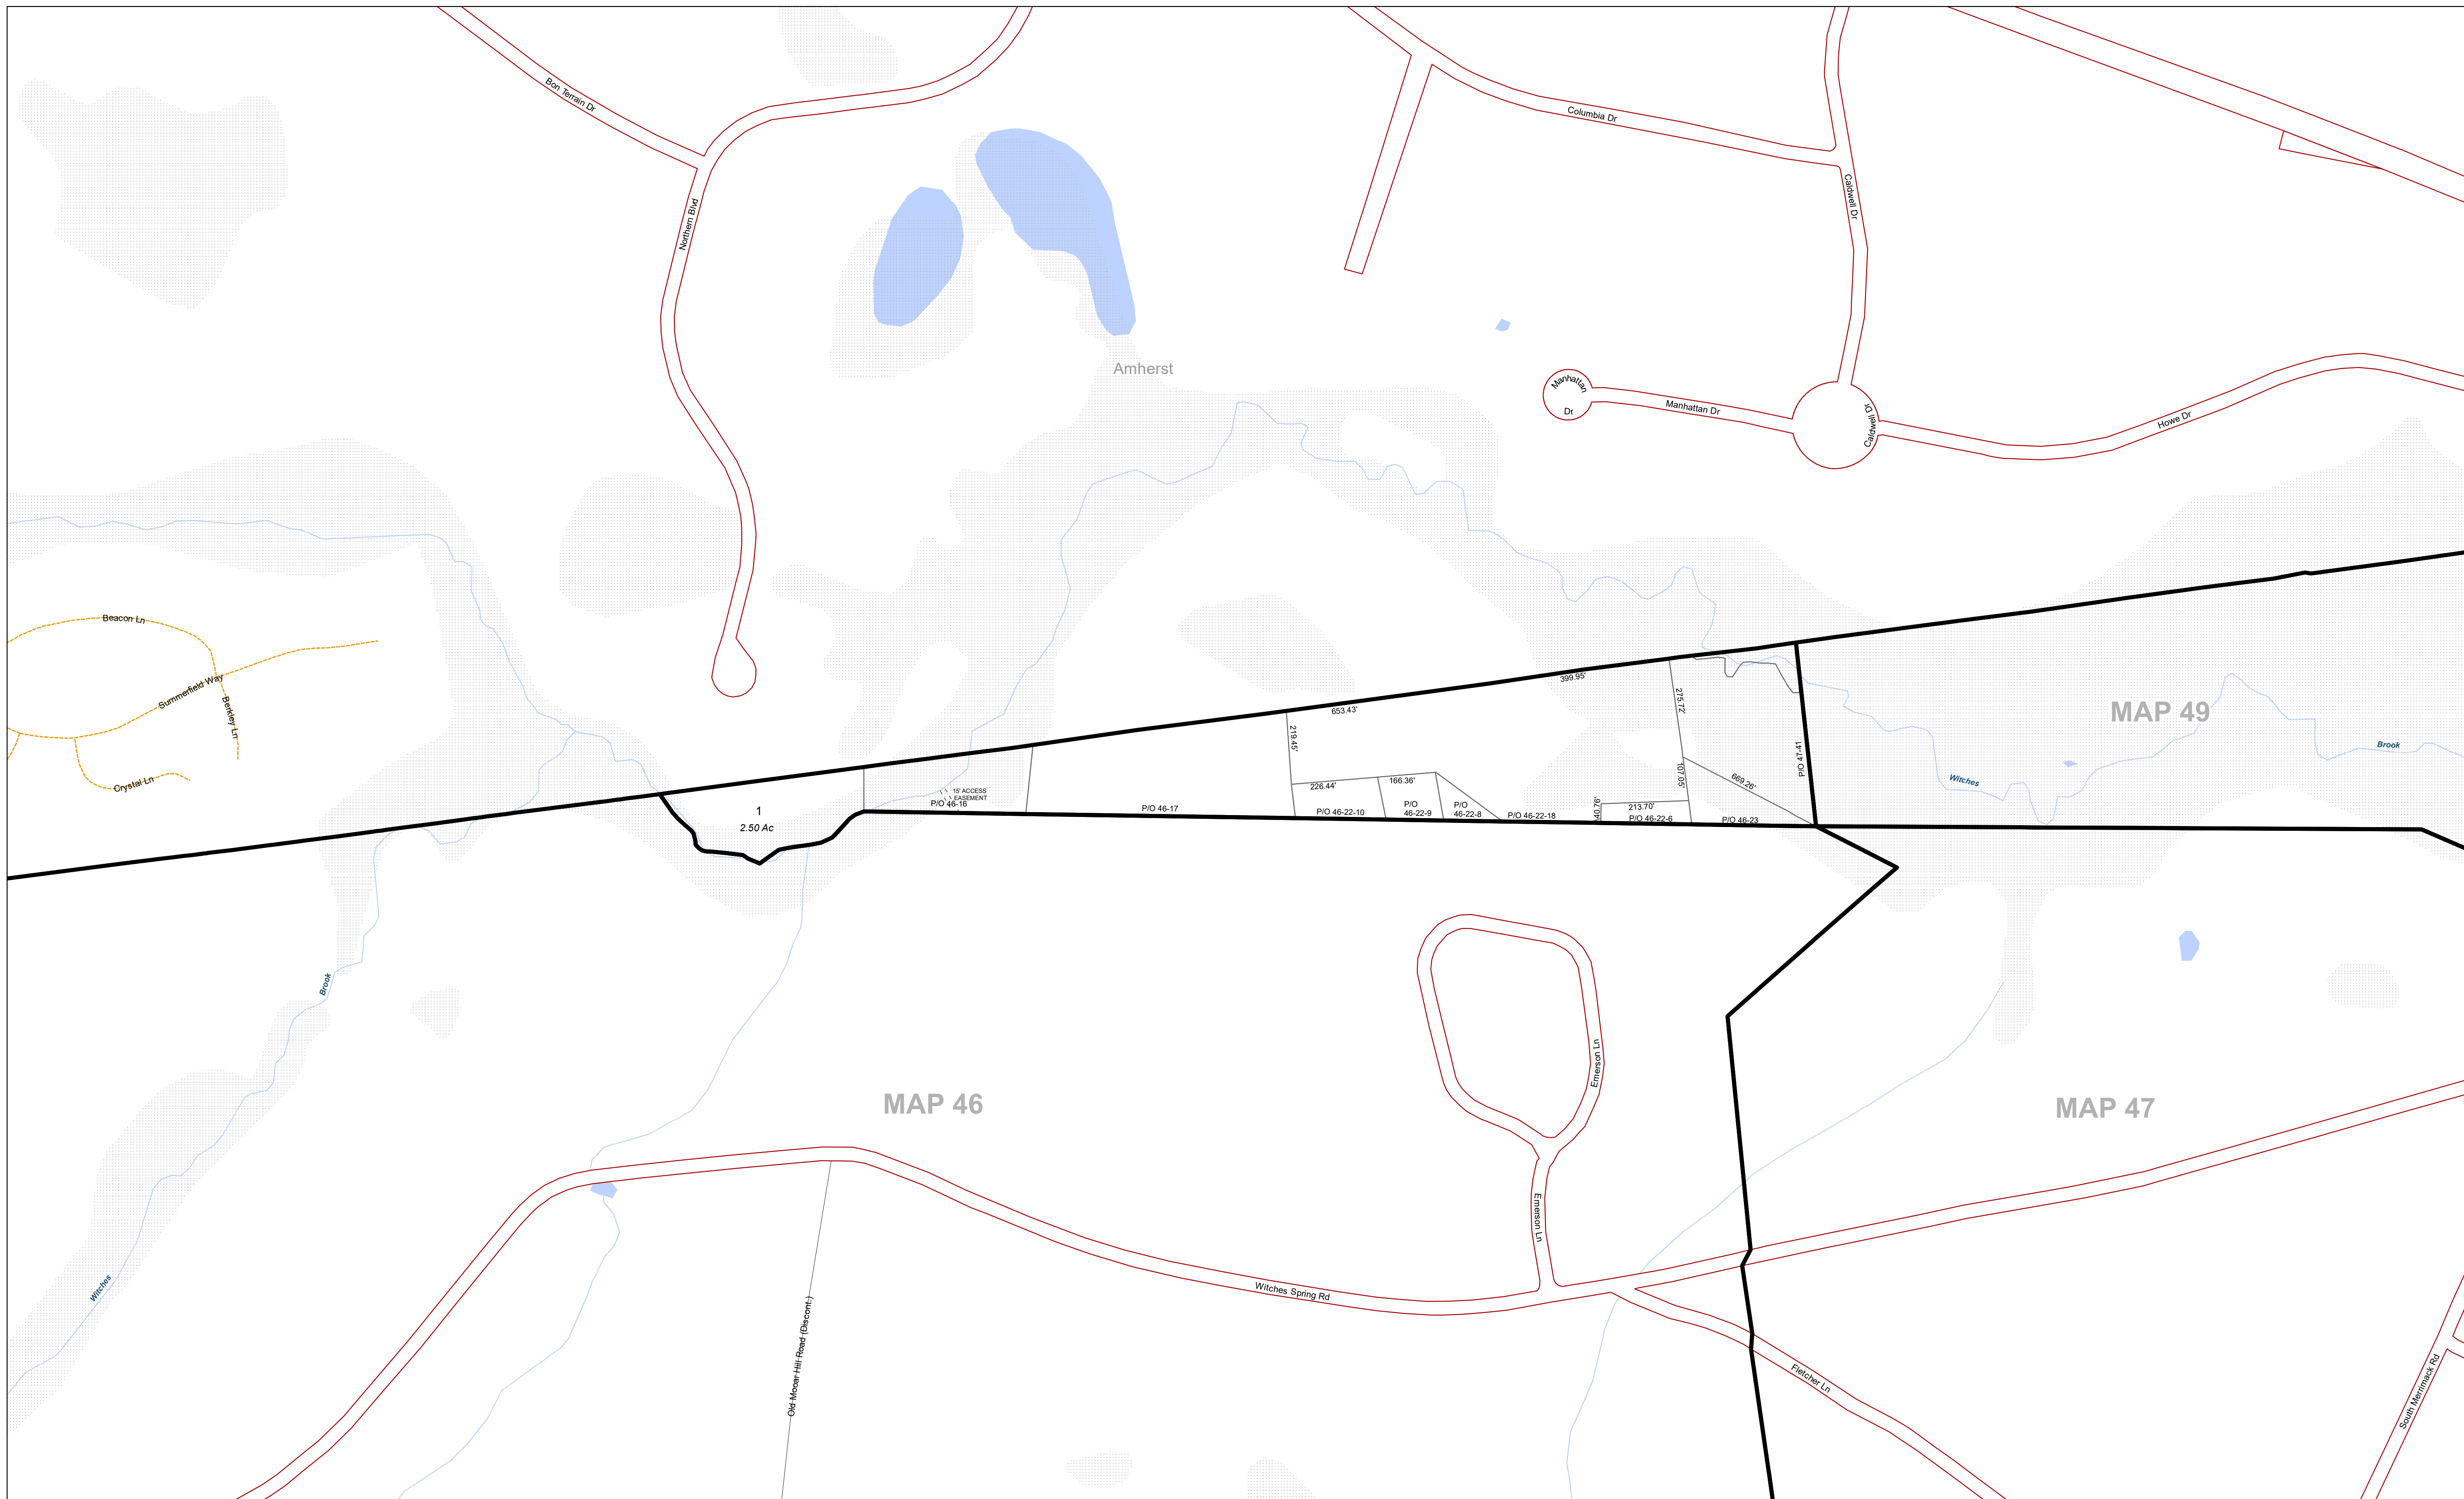 Bon Terrain Dr
Columbia Dr
Caldwell Dr
Northern Blvd
Amherst
Manhattan
Dr
Manhattan Dr
Caldwell Dr
Howe Dr
Beacon Ln
Summerfield Way
Berkley Ln
Crystal Ln
399.95'
653.43'
275.72'
219.45'
MAP 49
P/O 47-41
Brook
Witches
107.05'
669.26'
226.44'
166.36'
15' ACCESS
EASEMENT
1
2.50 Ac
P/O 46-16
P/O 46-17
P/O 46-22-10
P/O
46-22-9
P/O
46-22-8
P/O 46-22-18
40.76'
213.70'
P/O 46-22-6
P/O 46-23
Brook
Emerson Ln
MAP 46
MAP 47
Emerson Ln
Witches
Witches Spring Rd
Old Mooar Hill Road (Discont.)
Fletcher Ln
South Merrimack Rd